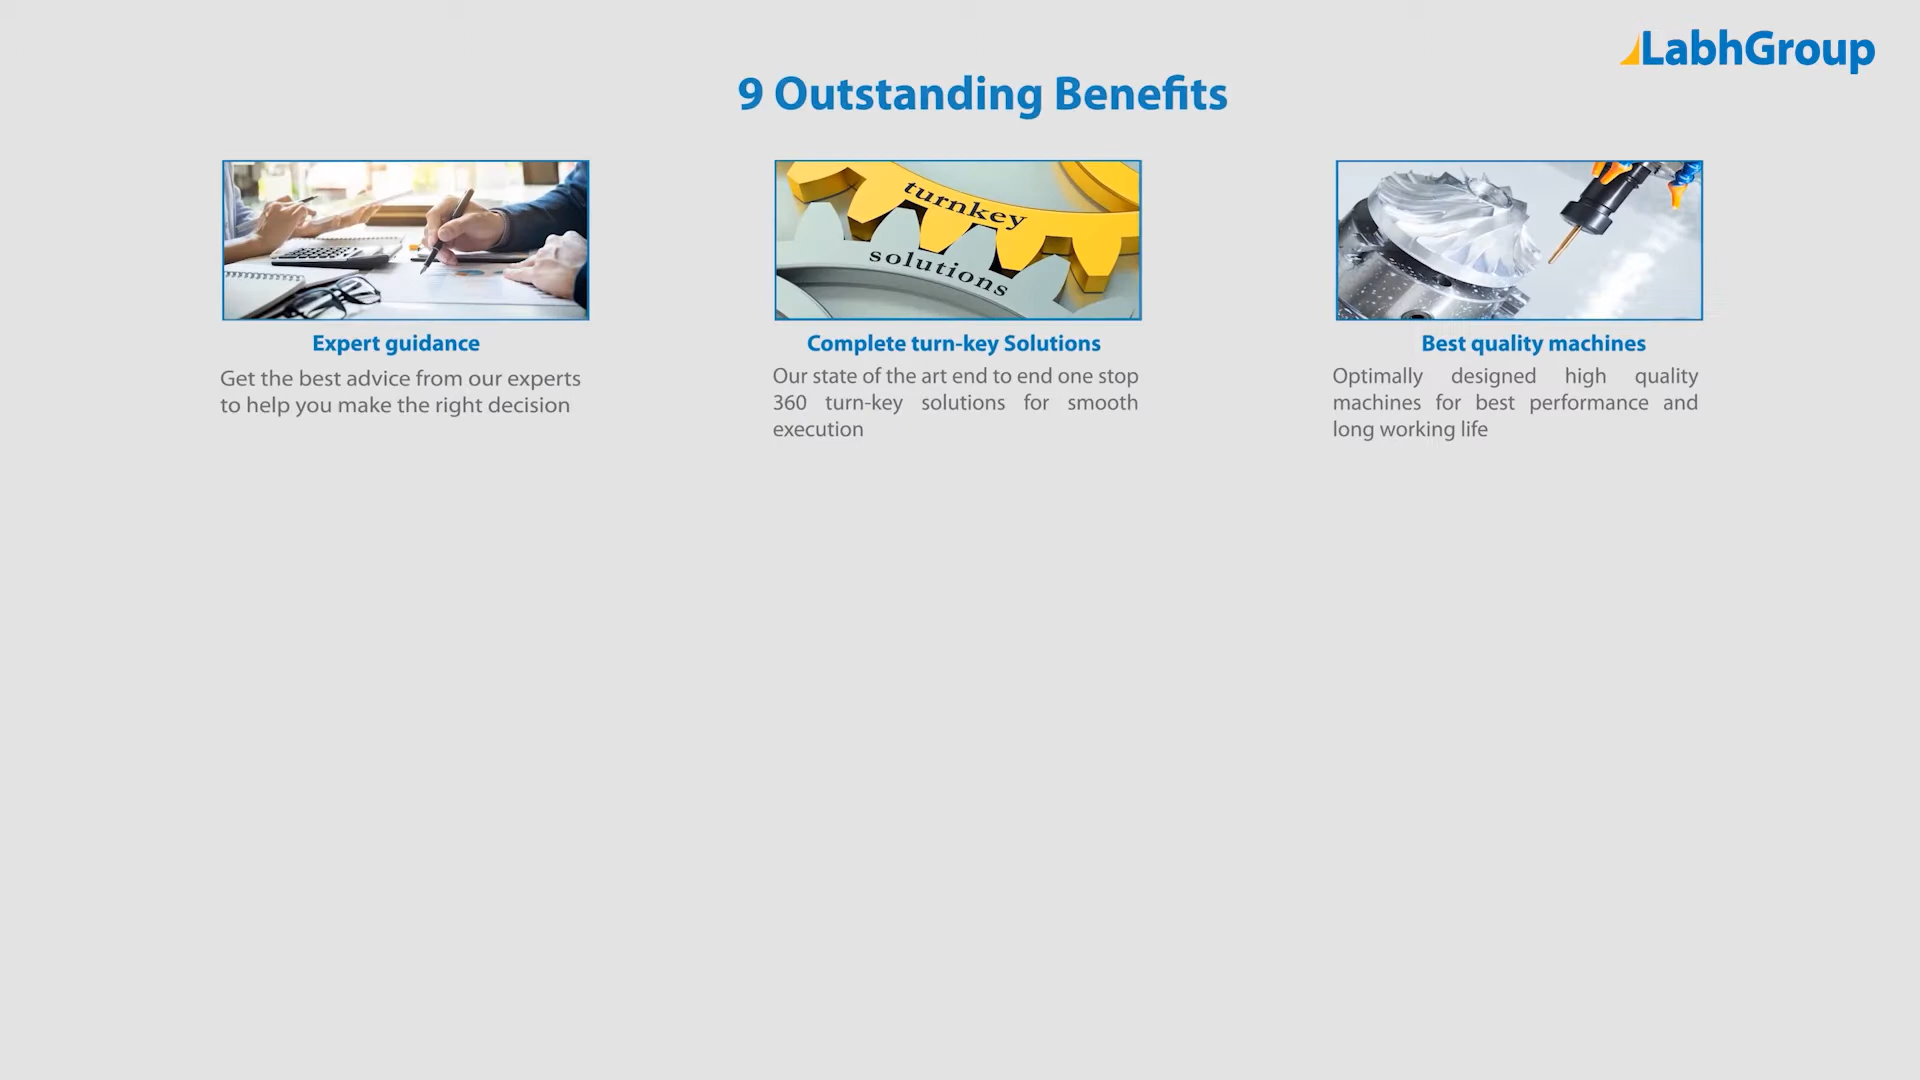 LabhGroup
9 Outstanding Benefits
turnkey
solutions
Expert guidance
Get the best advice from our experts
to help you make the right decision
Complete turn-key Solutions
Our state of the art end to end one stop
360 turn-key solutions for smooth
execution
Best quality machines
Optimally designed high quality
machines for best performance and
long working life